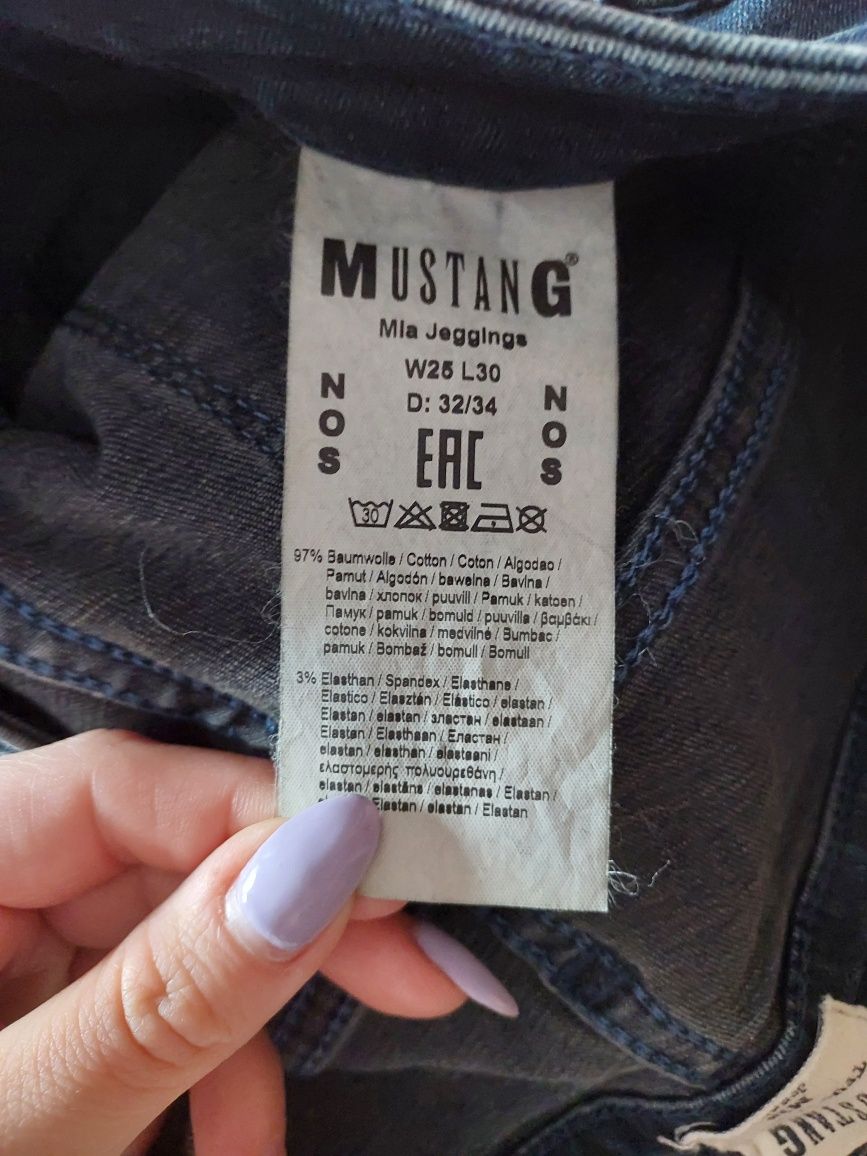 MUSTANG®
Mia Jeggings
W25 L30
D: 32/34
NOS
NOS
EAC
30
97% Baumwolle / Cotton / Coton / Algodao /
Pamut / Algodón / bawelna / Bavlna /
bavlna / хлопок / puuvill / Pamuk / katoen /
Памук / pamuk / bomuld / puuvilla / βαμβάκι /
cotone / kokvilna / medvilnė / Bumbac /
pamuk / Bombaž / bomull / Bomull
3% Elasthan / Spandex / Elasthane /
Elastico / Elasztán / Elástico / elastan /
Elastan / elastan / эластан / elastaan /
Elastan / Elasthaan / Еластан /
elastan / elasthan / elastaani /
ελαστομερής πολυουρεθάνη /
elastan / elastāns / elastanas / Elastan /
Elastan / elastan / Elastan
MUSTANG